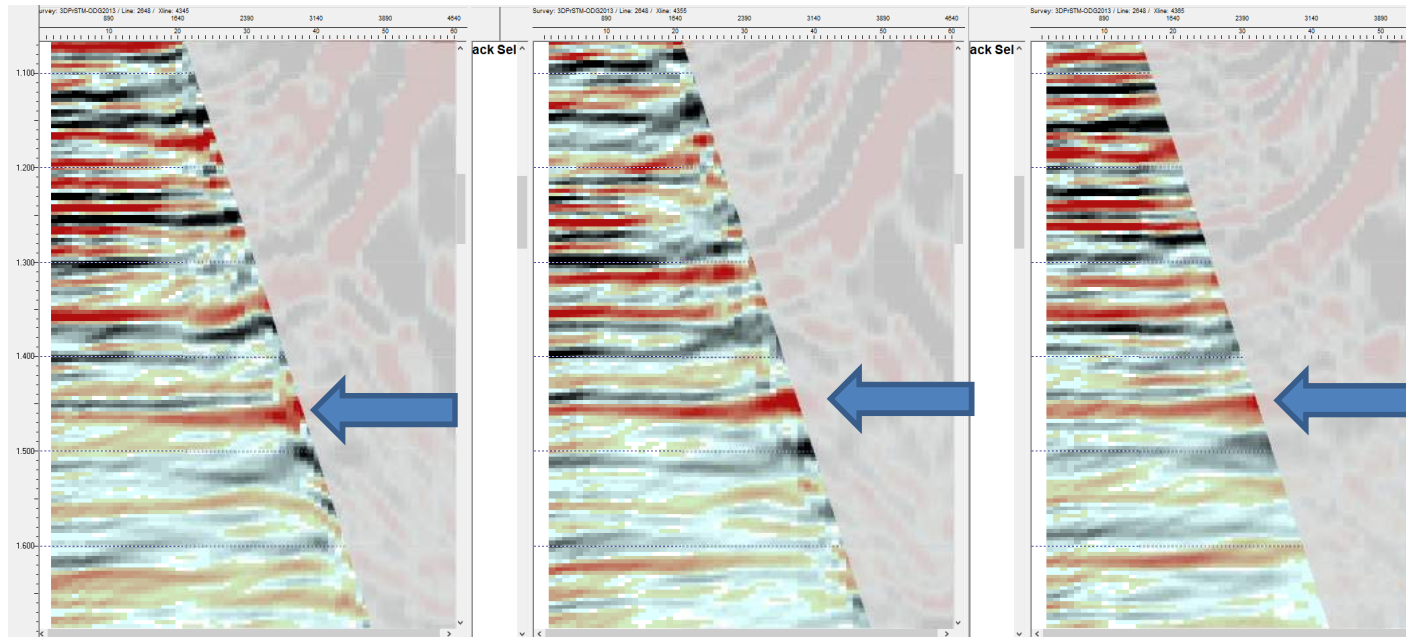 urvey: 3DPrSTM-ODG2013 / Line: 2648 / Xline: 4345
890 1640 2390 3140 3890 4640
10 20 30 40 50 60
1.100
1.200
1.300
1.400
1.500
1.600
ack Sel
Survey: 3DPrSTM-ODG2013 / Line: 2648 / Xline: 4355
890 1640 2390 3140 3890 4640
10 20 30 40 50 60
ack Sel
Survey: 3DPrSTM-ODG2013 / Line: 2648 / Xline: 4365
890 1640 2390 3140 3890
10 20 30 40 50